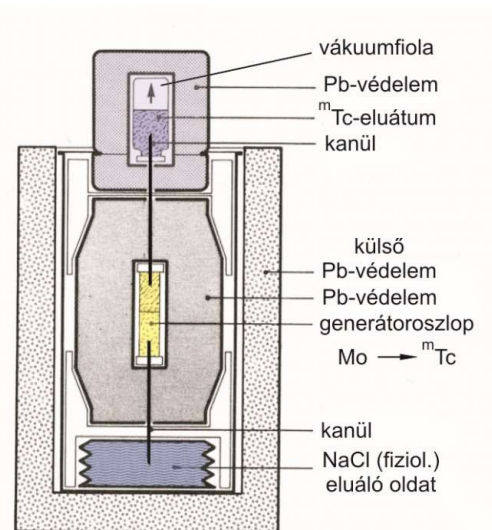 vákuumfiola
Pb-védelem
ᵐTc-eluátum
kanül
külső
Pb-védelem
Pb-védelem
generátoroszlop
Mo → ᵐTc
kanül
NaCl (fiziol.)
eluáló oldat